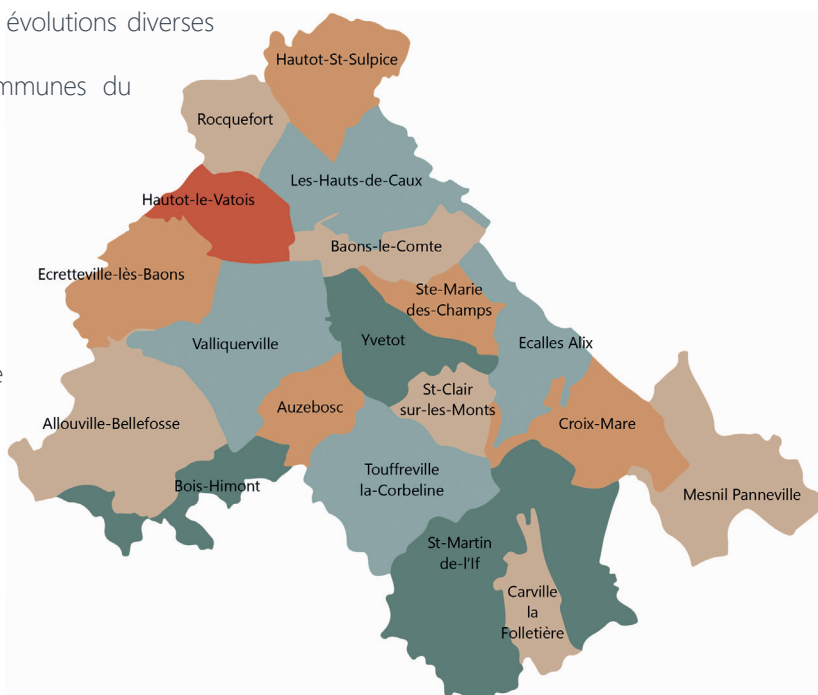 évolutions diverses
mmunes du
e
Hautot-St-Sulpice
Rocquefort
Les-Hauts-de-Caux
Hautot-le-Vatois
Baons-le-Comte
Ecretteville-lès-Baons
Ste-Marie
des-Champs
Valliquerville
Yvetot
Ecalles Alix
St-Clair
sur-les-Monts
Auzebosc
Allouville-Bellefosse
Croix-Mare
Touffreville
la-Corbeline
Bois-Himont
Mesnil Panneville
St-Martin
de-l'If
Carville
la
Folletière